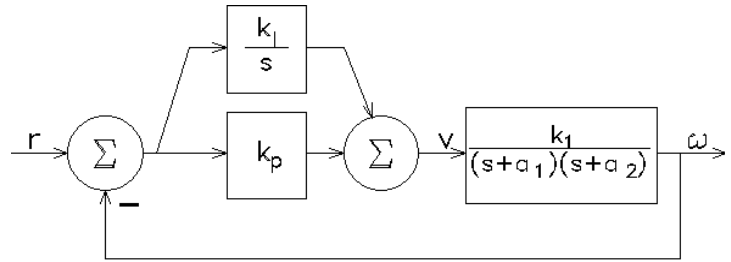 k_I
s
r
Σ
k_p
Σ
v
k_1
(s+a_1)(s+a_2)
ω
−